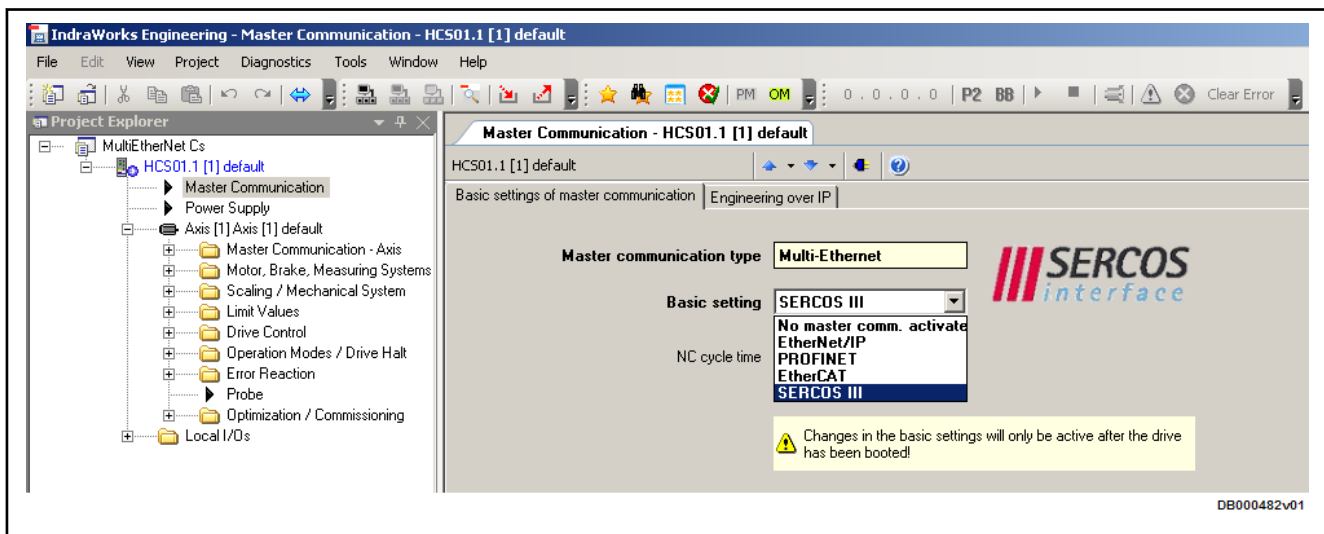 IndraWorks Engineering - Master Communication - HCS01.1 [1] default
File Edit View Project Diagnostics Tools Window Help
PM OM 0 . 0 . 0 . 0 P2 BB Clear Error
Project Explorer
MultiEtherNet Cs
HCS01.1 [1] default
Master Communication
Power Supply
Axis [1] Axis [1] default
Master Communication - Axis
Motor, Brake, Measuring Systems
Scaling / Mechanical System
Limit Values
Drive Control
Operation Modes / Drive Halt
Error Reaction
Probe
Optimization / Commissioning
Local I/Os
Master Communication - HCS01.1 [1] default
HCS01.1 [1] default
Basic settings of master communication Engineering over IP
Master communication type Multi-Ethernet
SERCOS
interface
Basic setting SERCOS III
No master comm. activate
EtherNet/IP
NC cycle time PROFINET
EtherCAT
SERCOS III
Changes in the basic settings will only be active after the drive
has been booted!
DB000482v01